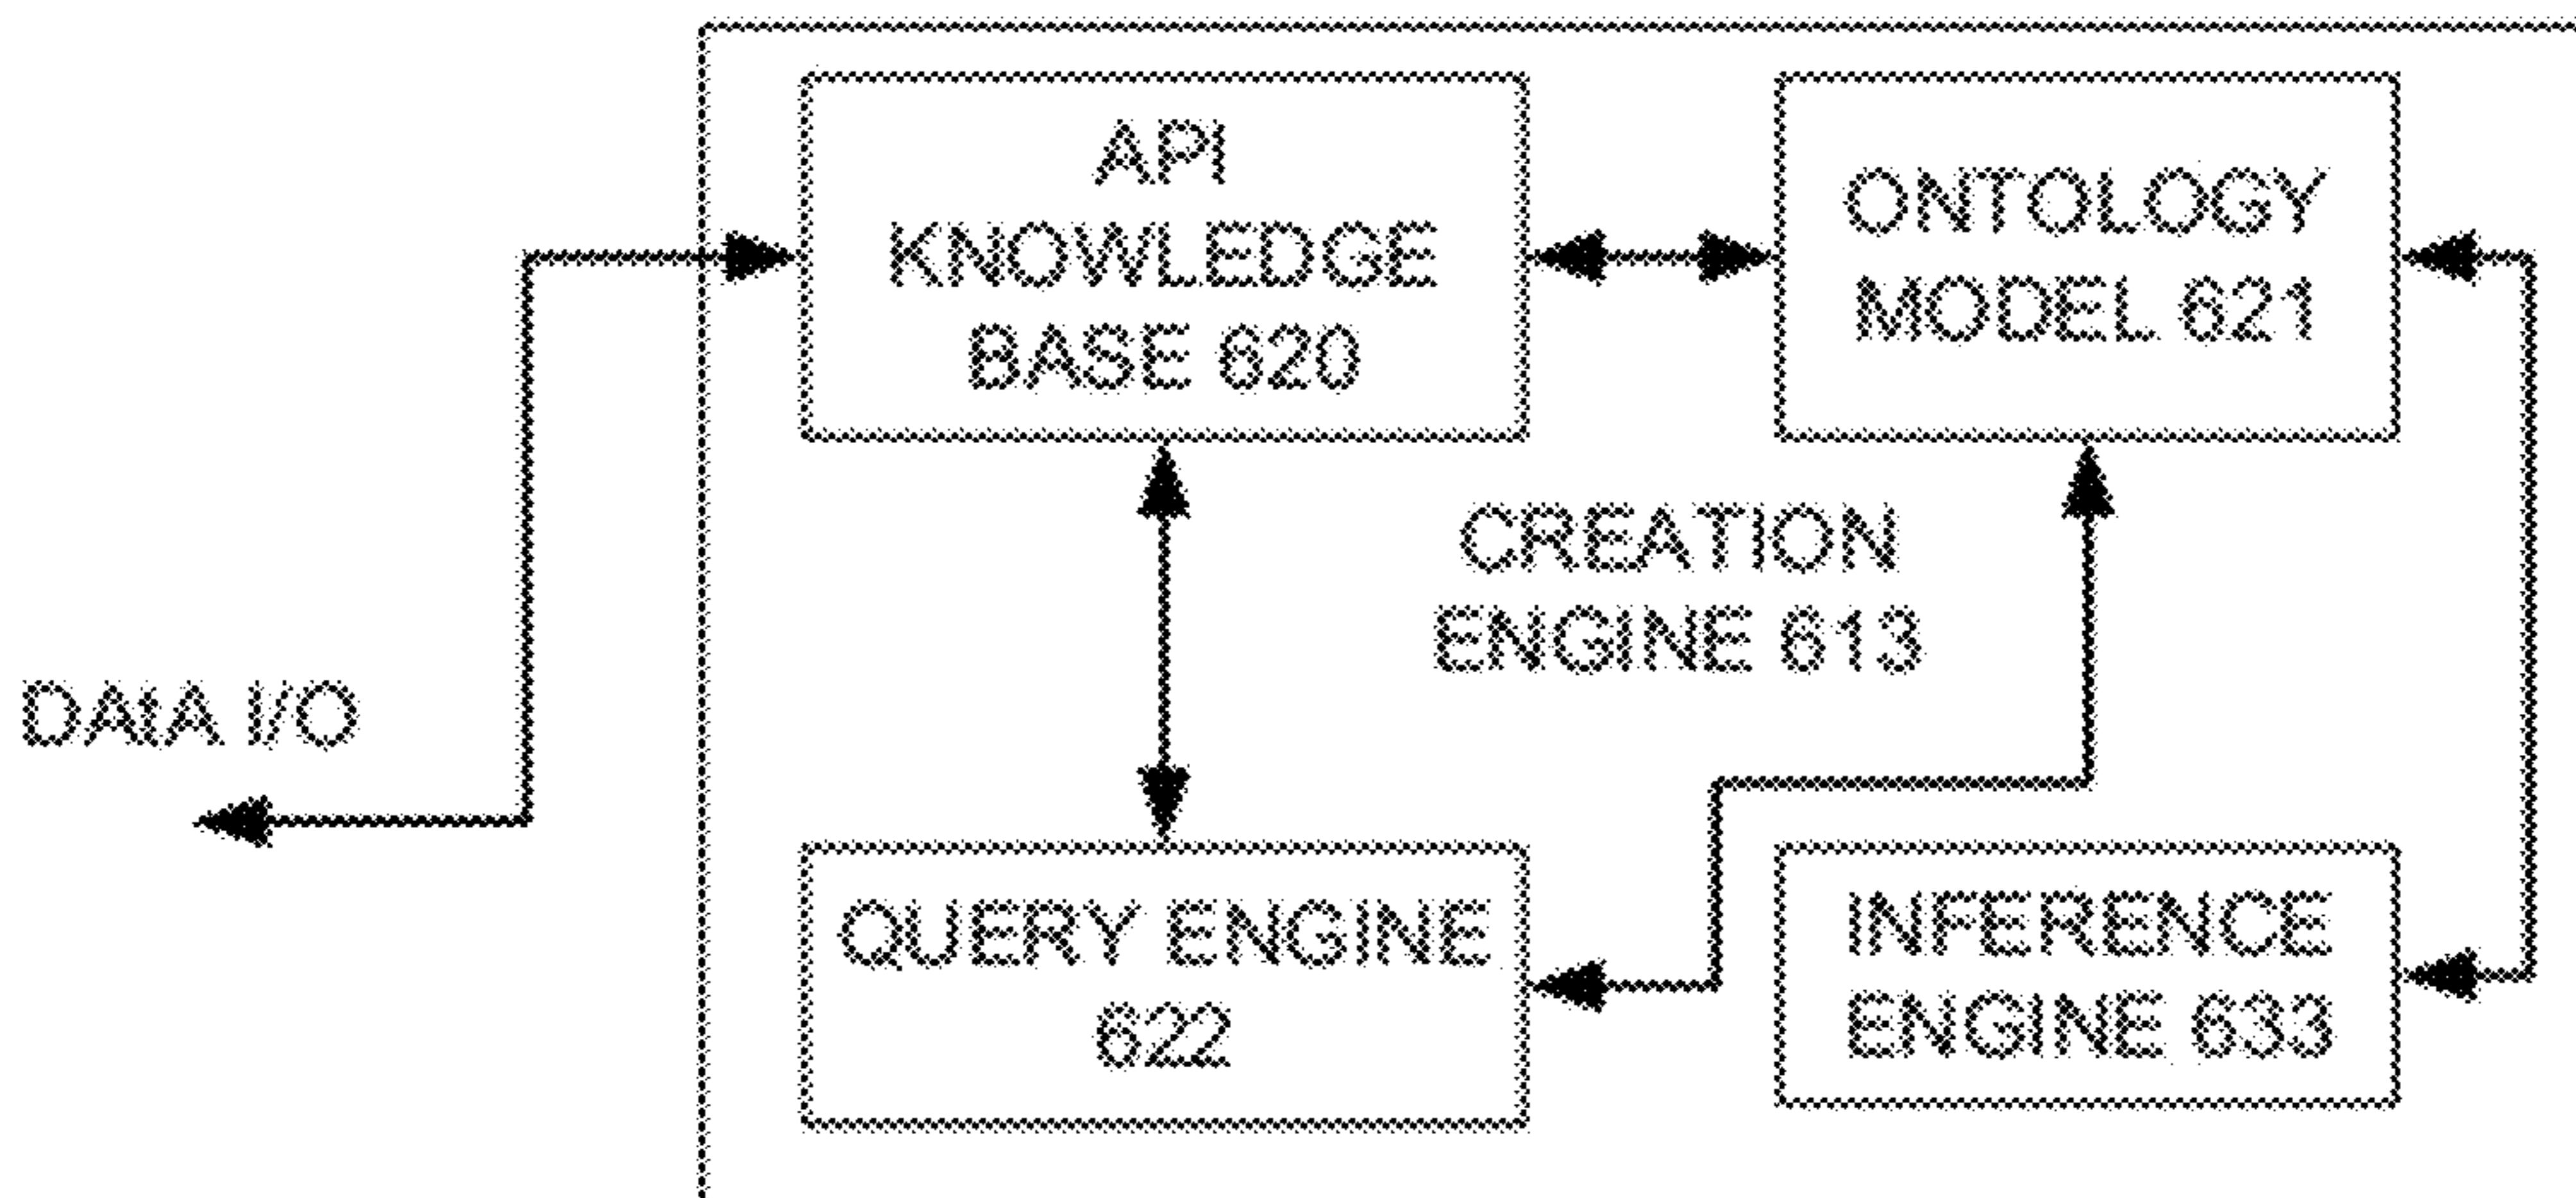 API
KNOWLEDGE
BASE 620
ONTOLOGY
MODEL 621
CREATION
ENGINE 613
DAtA I/O
QUERY ENGINE
622
INFERENCE
ENGINE 633